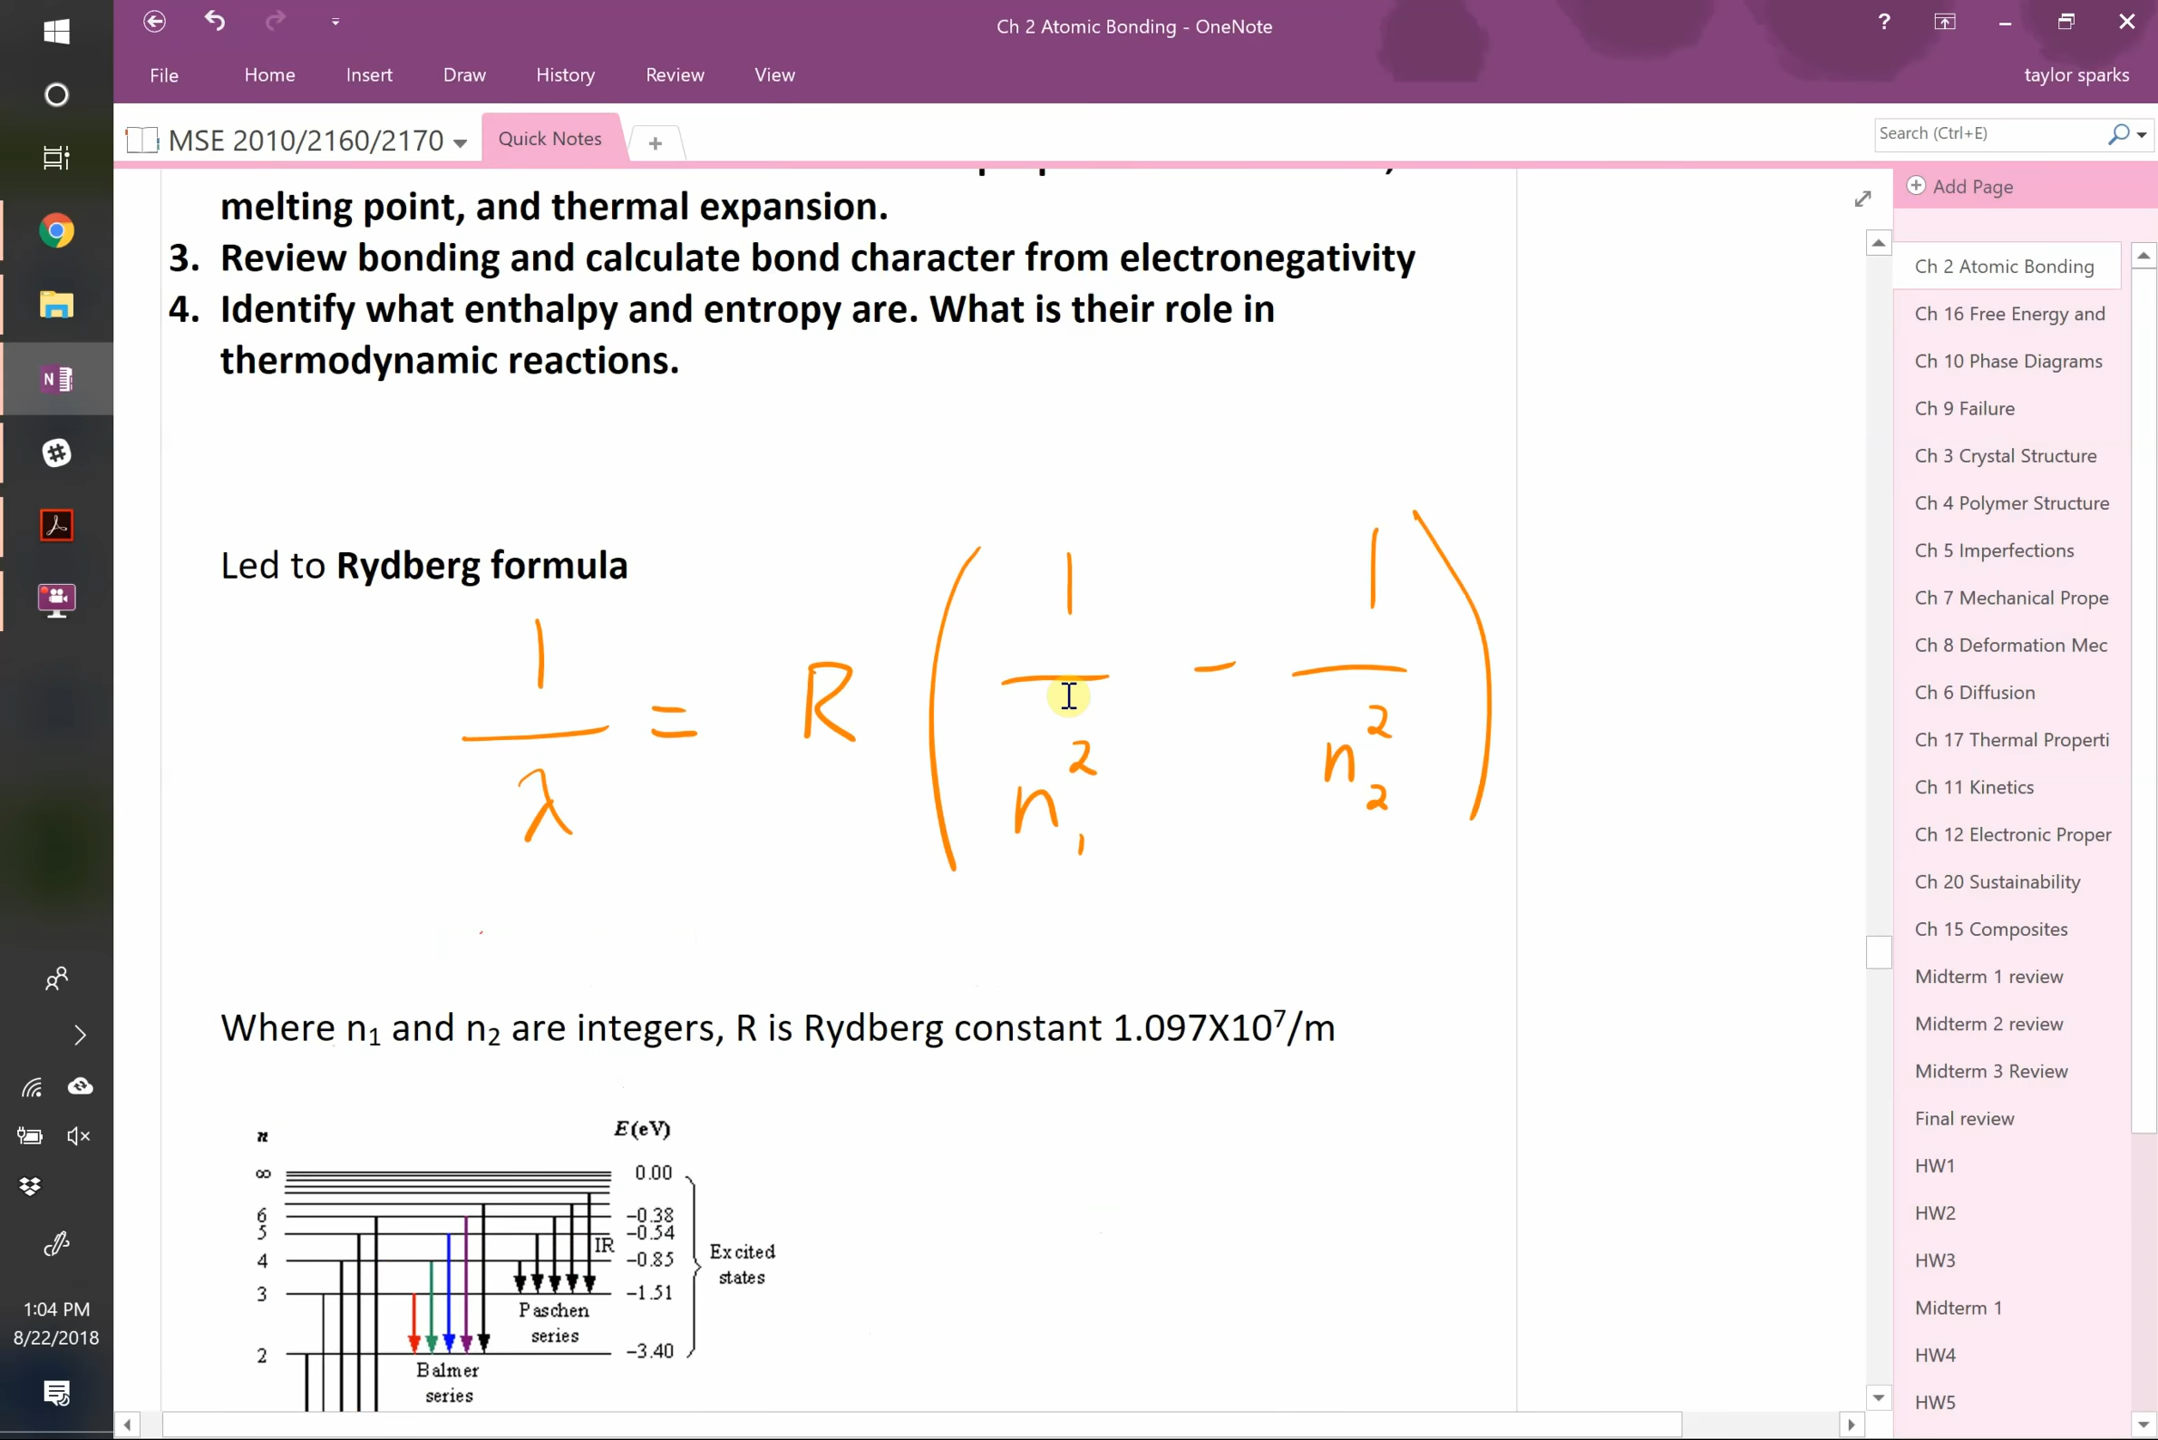 Ch 2 Atomic Bonding - OneNote
File Home Insert Draw History Review View
taylor sparks
MSE 2010/2160/2170
Quick Notes
Search (Ctrl+E)
melting point, and thermal expansion.
3. Review bonding and calculate bond character from electronegativity
4. Identify what enthalpy and entropy are. What is their role in
thermodynamic reactions.
Led to Rydberg formula
1/λ = R (1/n₁² - 1/n₂²)
Where n₁ and n₂ are integers, R is Rydberg constant 1.097X10⁷/m
n E(eV)
∞ 0.00
6 -0.38
5 -0.54
IR
4 -0.85
3 -1.51
2 -3.40
Excited
states
Paschen
series
Balmer
series
Add Page
Ch 2 Atomic Bonding
Ch 16 Free Energy and
Ch 10 Phase Diagrams
Ch 9 Failure
Ch 3 Crystal Structure
Ch 4 Polymer Structure
Ch 5 Imperfections
Ch 7 Mechanical Prope
Ch 8 Deformation Mec
Ch 6 Diffusion
Ch 17 Thermal Properti
Ch 11 Kinetics
Ch 12 Electronic Proper
Ch 20 Sustainability
Ch 15 Composites
Midterm 1 review
Midterm 2 review
Midterm 3 Review
Final review
HW1
HW2
HW3
Midterm 1
HW4
HW5
1:04 PM
8/22/2018